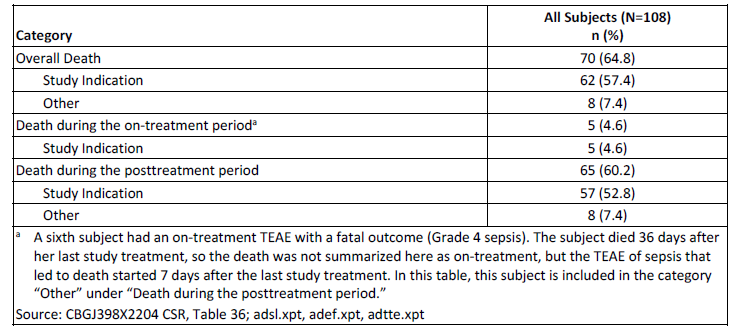 All Subjects (N=108)
Category n (%)
Overall Death 70 (64.8)
Study Indication 62 (57.4)
Other 8 (7.4)
Death during the on-treatment periodᵃ 5 (4.6)
Study Indication 5 (4.6)
Death during the posttreatment period 65 (60.2)
Study Indication 57 (52.8)
Other 8 (7.4)
ᵃ A sixth subject had an on-treatment TEAE with a fatal outcome (Grade 4 sepsis). The subject died 36 days after
her last study treatment, so the death was not summarized here as on-treatment, but the TEAE of sepsis that
led to death started 7 days after the last study treatment. In this table, this subject is included in the category
“Other” under “Death during the posttreatment period.”
Source: CBGJ398X2204 CSR, Table 36; adsl.xpt, adef.xpt, adtte.xpt